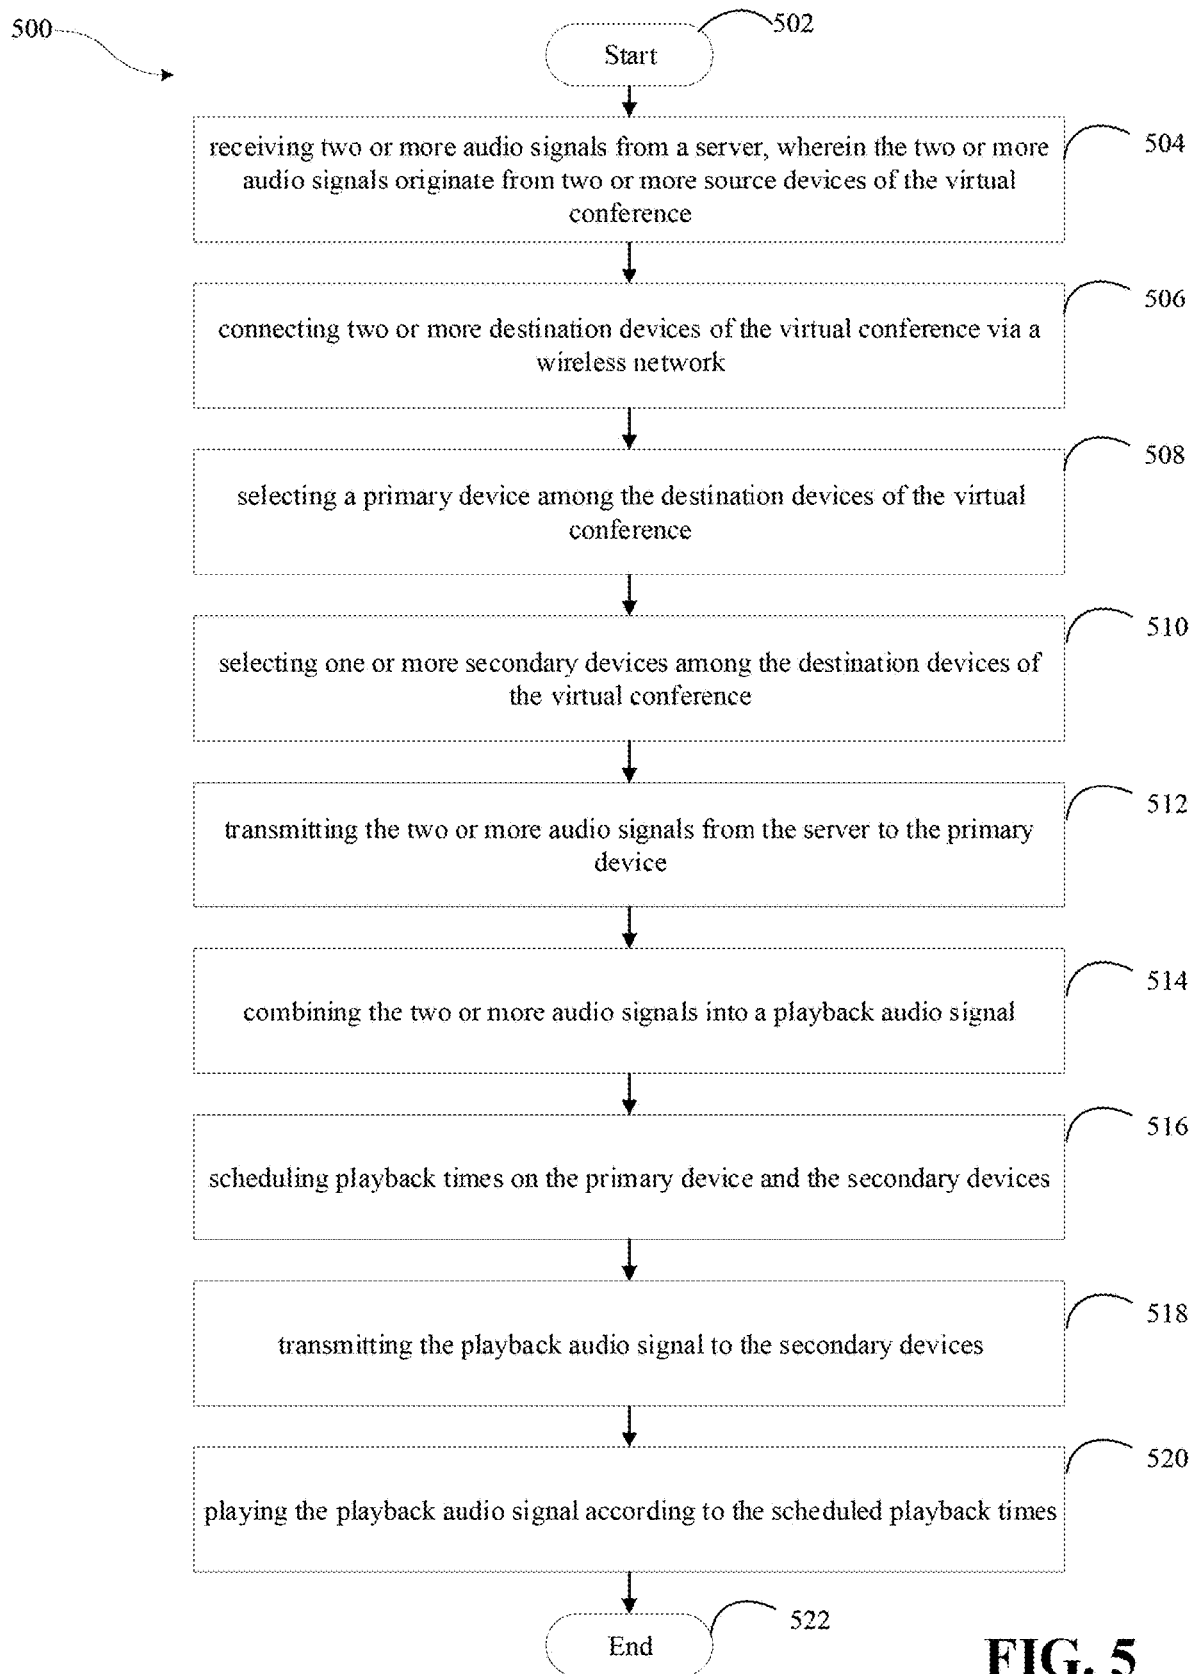 500
502
Start
504
receiving two or more audio signals from a server, wherein the two or more
audio signals originate from two or more source devices of the virtual
conference
506
connecting two or more destination devices of the virtual conference via a
wireless network
508
selecting a primary device among the destination devices of the virtual
conference
510
selecting one or more secondary devices among the destination devices of
the virtual conference
512
transmitting the two or more audio signals from the server to the primary
device
514
combining the two or more audio signals into a playback audio signal
516
scheduling playback times on the primary device and the secondary devices
518
transmitting the playback audio signal to the secondary devices
520
playing the playback audio signal according to the scheduled playback times
522
End
FIG. 5